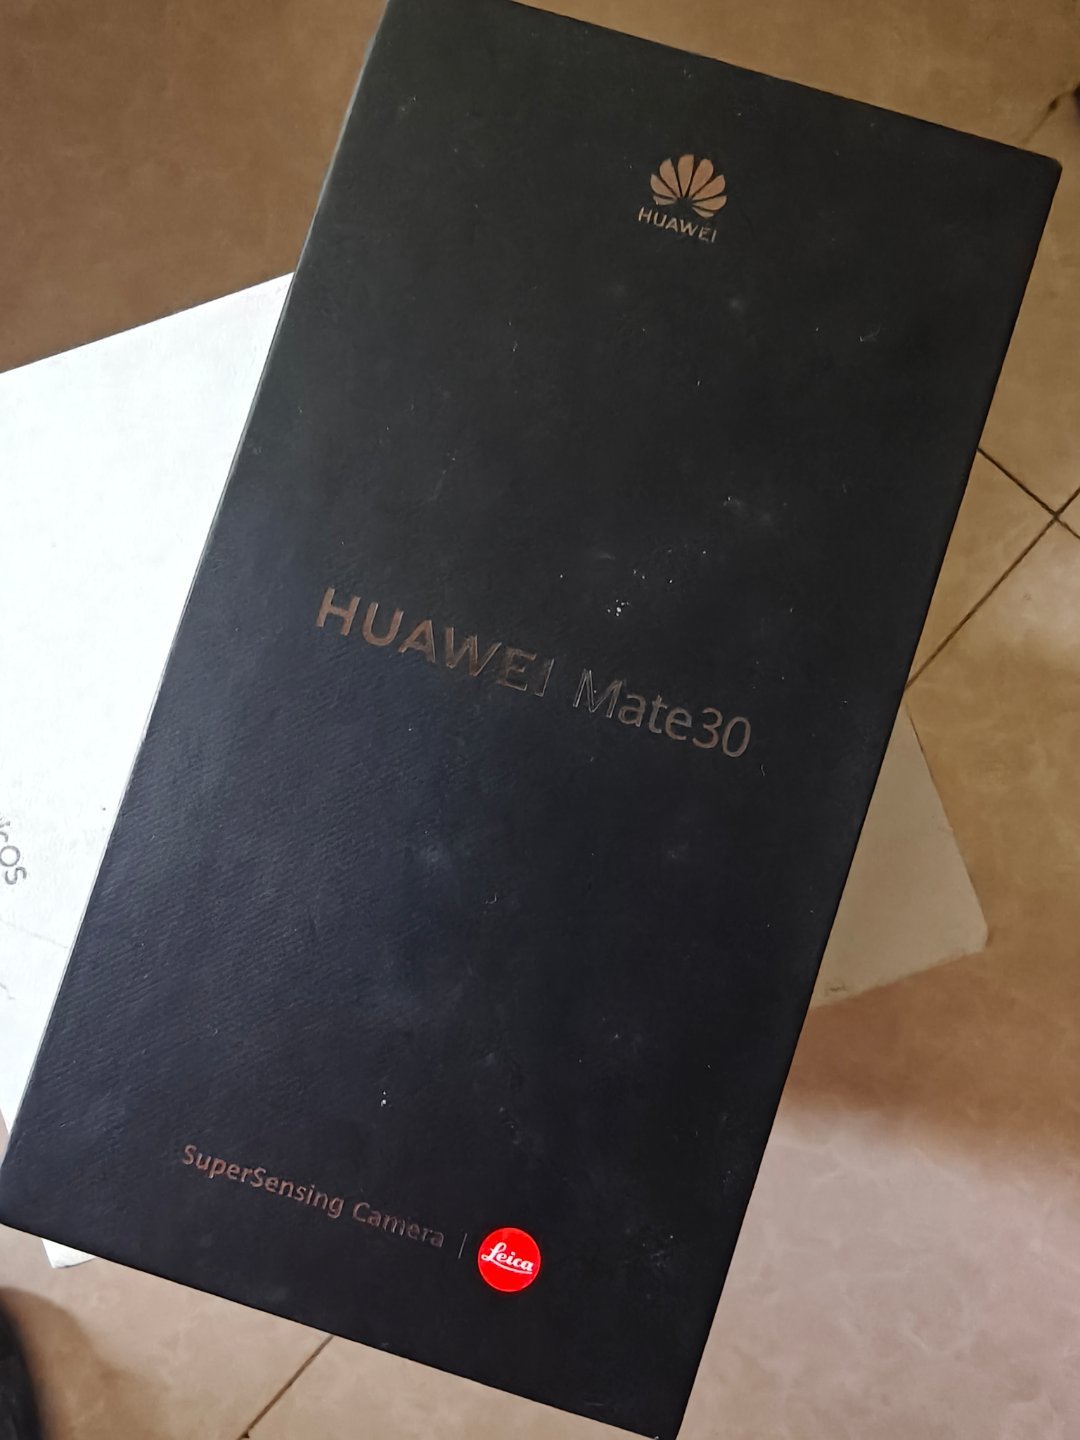 HUAWEI
HUAWEI Mate30
SuperSensing Camera | Leica